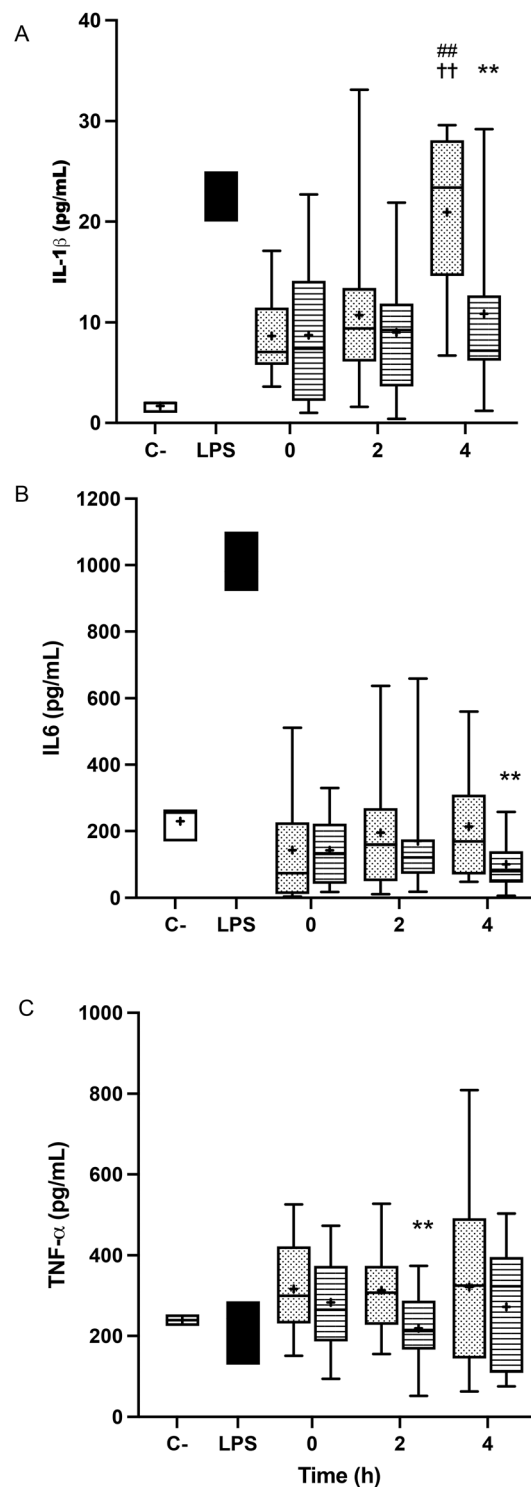 A
IL-1β (pg/mL)
40
30
20
10
0
##
†† **
+
C- LPS 0 2 4
B
IL6 (pg/mL)
1200
1000
800
600
400
200
0
**
C- LPS 0 2 4
C
TNF-α (pg/mL)
1000
800
600
400
200
0
**
C- LPS 0 2 4
Time (h)